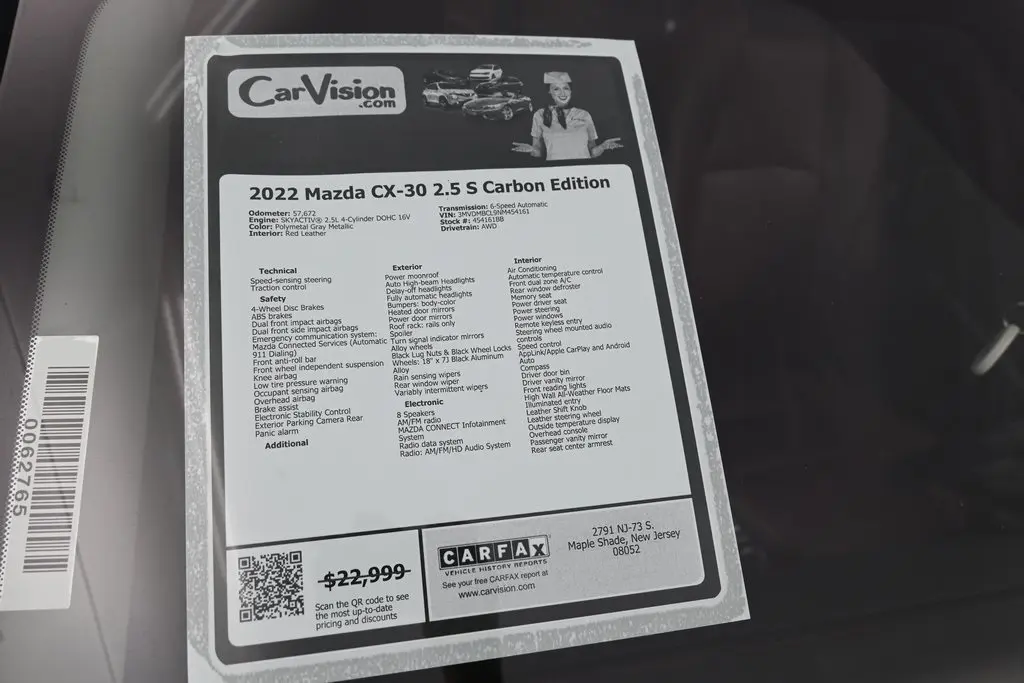 CarVision
.com
2022 Mazda CX-30 2.5 S Carbon Edition
Odometer: 57,672
Engine: SKYACTIV® 2.5L 4-Cylinder DOHC 16V
Color: Polymetal Gray Metallic
Interior: Red Leather
Transmission: 6-Speed Automatic
VIN: 3MVDMBCL9NM454161
Stock #: 454161BB
Drivetrain: AWD
Technical
Speed-sensing steering
Traction control
Safety
4-Wheel Disc Brakes
ABS brakes
Dual front impact airbags
Dual front side impact airbags
Emergency communication system:
Mazda Connected Services (Automatic
911 Dialing)
Front anti-roll bar
Front wheel independent suspension
Knee airbag
Low tire pressure warning
Occupant sensing airbag
Overhead airbag
Brake assist
Electronic Stability Control
Exterior Parking Camera Rear
Panic alarm
Additional
Exterior
Power moonroof
Auto High-beam Headlights
Delay-off headlights
Fully automatic headlights
Bumpers: body-color
Heated door mirrors
Power door mirrors
Roof rack: rails only
Spoiler
Turn signal indicator mirrors
Alloy wheels
Black Lug Nuts & Black Wheel Locks
Wheels: 18" x 7J Black Aluminum
Alloy
Rain sensing wipers
Rear window wiper
Variably intermittent wipers
Electronic
8 Speakers
AM/FM radio
MAZDA CONNECT Infotainment
System
Radio data system
Radio: AM/FM/HD Audio System
Interior
Air Conditioning
Automatic temperature control
Front dual zone A/C
Rear window defroster
Memory seat
Power driver seat
Power steering
Power windows
Remote keyless entry
Steering wheel mounted audio
controls
Speed control
AppLink/Apple CarPlay and Android
Auto
Compass
Driver door bin
Driver vanity mirror
Front reading lights
High Wall All-Weather Floor Mats
Illuminated entry
Leather Shift Knob
Leather steering wheel
Outside temperature display
Overhead console
Passenger vanity mirror
Rear seat center armrest
$22,999
Scan the QR code to see
the most up-to-date
pricing and discounts
CARFAX
VEHICLE HISTORY REPORTS
See your free CARFAX report at
www.carvision.com
2791 NJ-73 S.
Maple Shade, New Jersey
08052
0062765